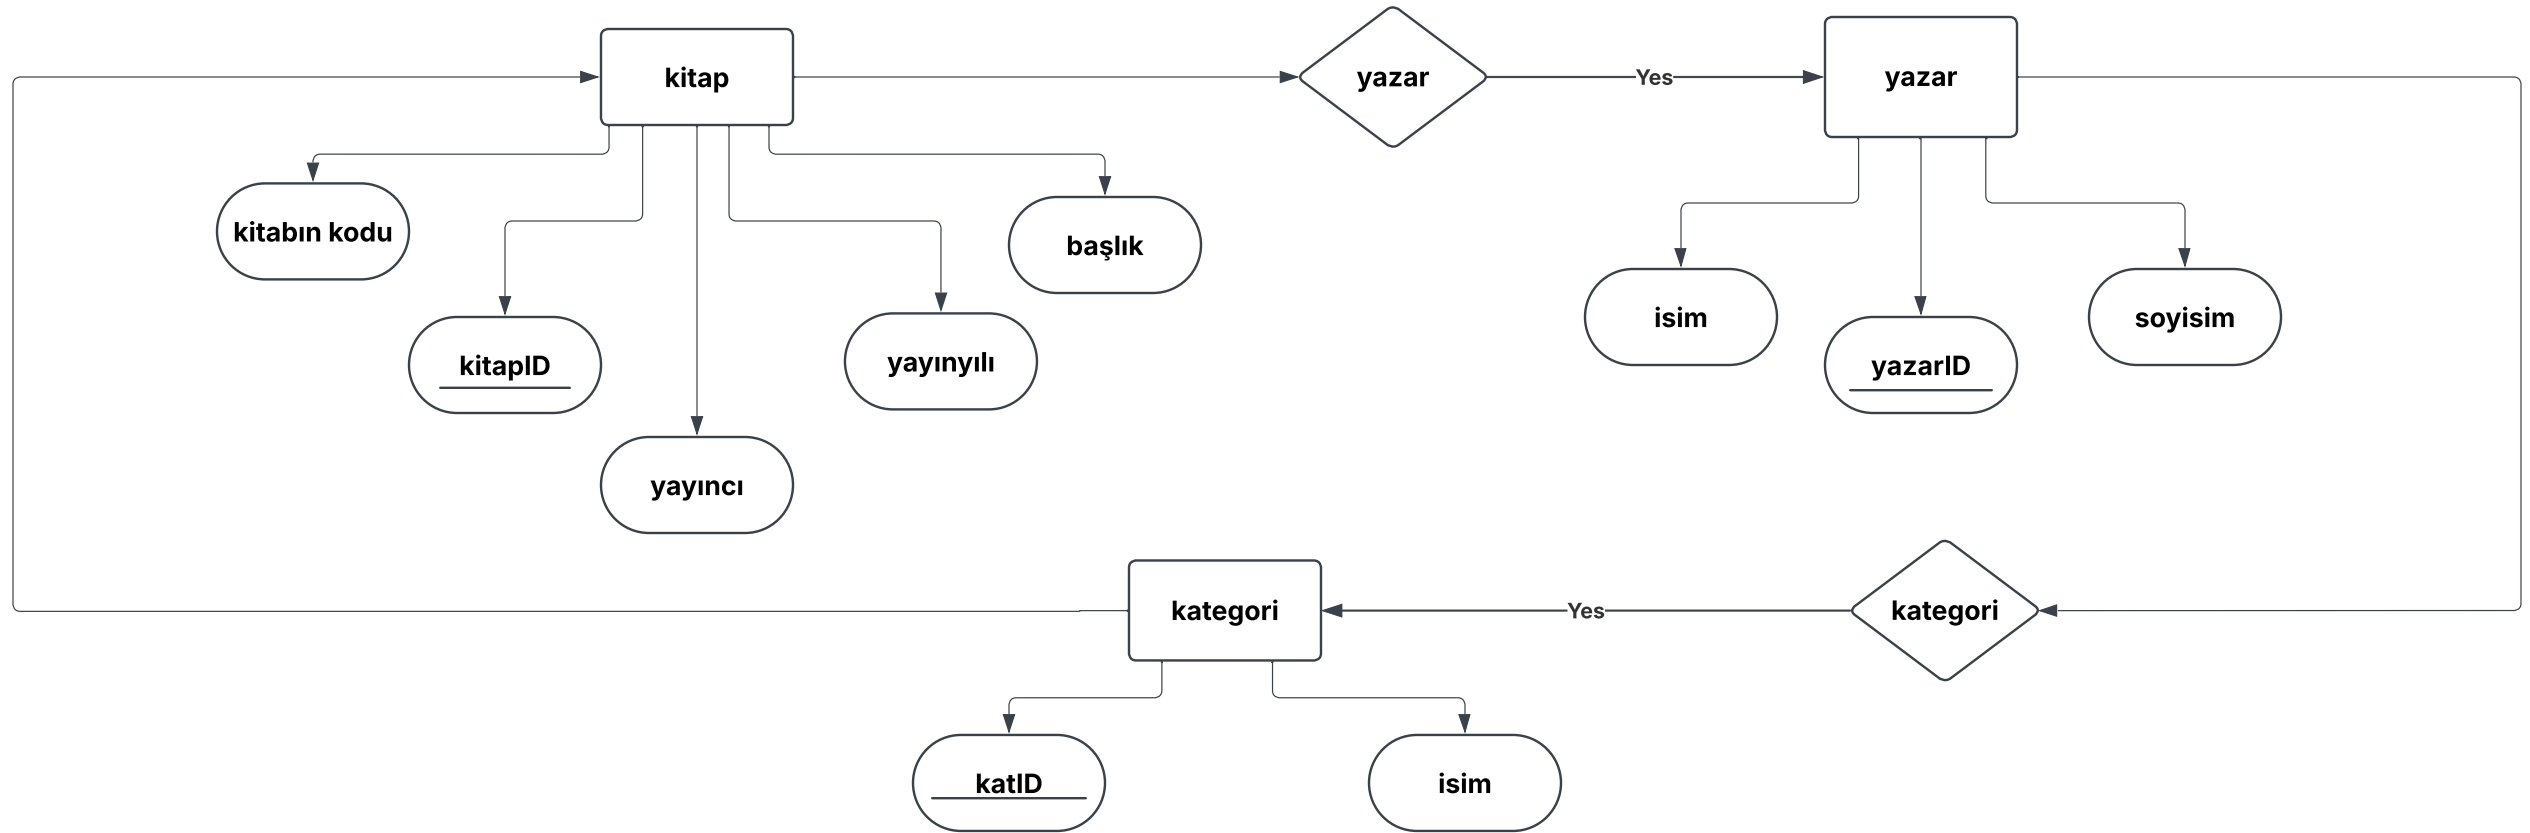 kitap
yazar
Yes
yazar
kitabın kodu
başlık
kitapID
yayınyılı
yayıncı
isim
yazarID
soyisim
kategori
Yes
kategori
katID
isim